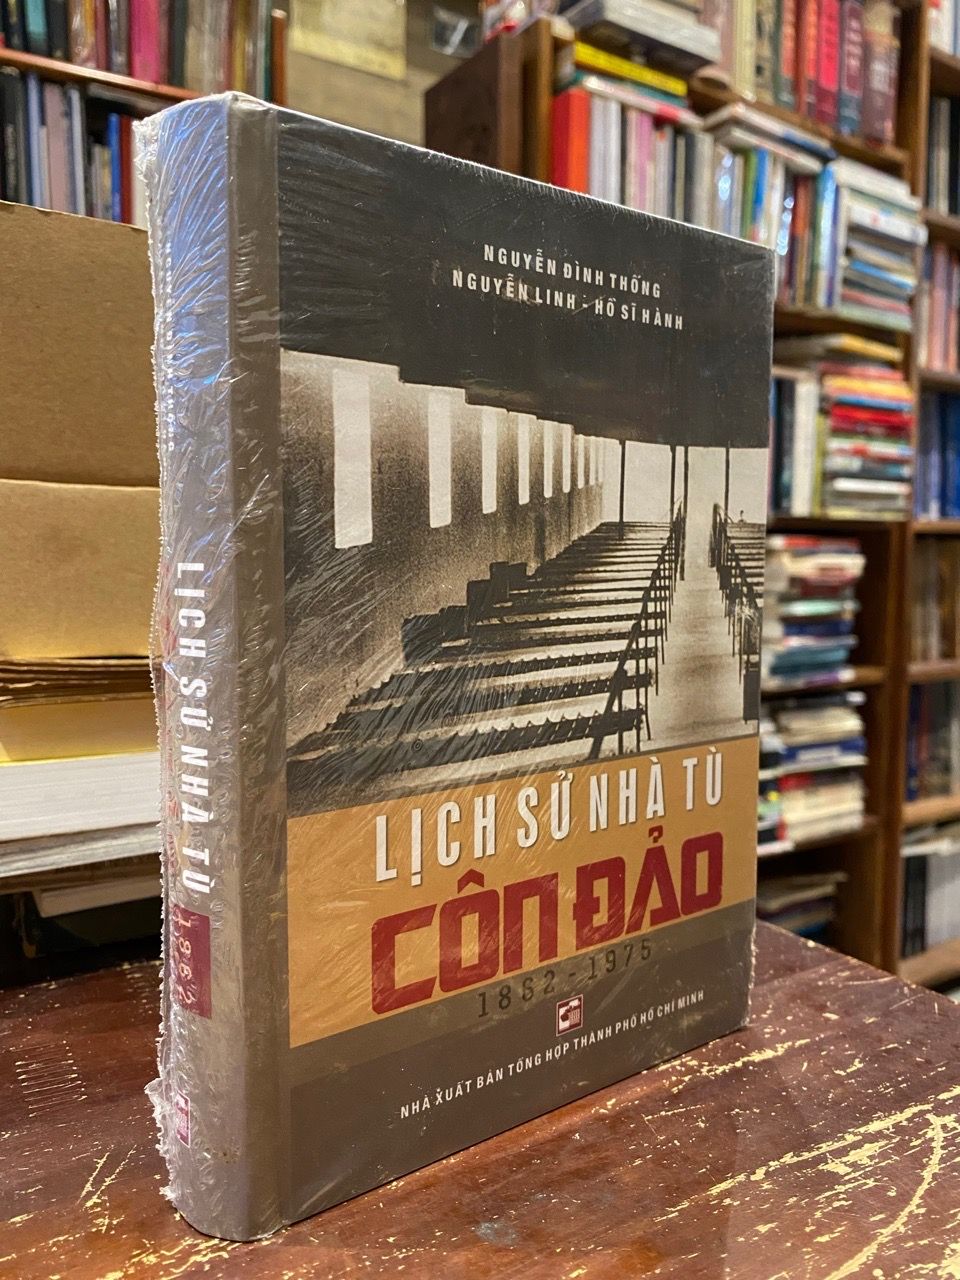 NGUYỄN ĐÌNH THỐNG
NGUYỄN LINH - HỒ SĨ HÀNH
LỊCH SỬ NHÀ TÙ
CÔN ĐẢO
1862 - 1975
NHÀ XUẤT BẢN TỔNG HỢP THÀNH PHỐ HỒ CHÍ MINH
LỊCH SỬ NHÀ TÙ
1862